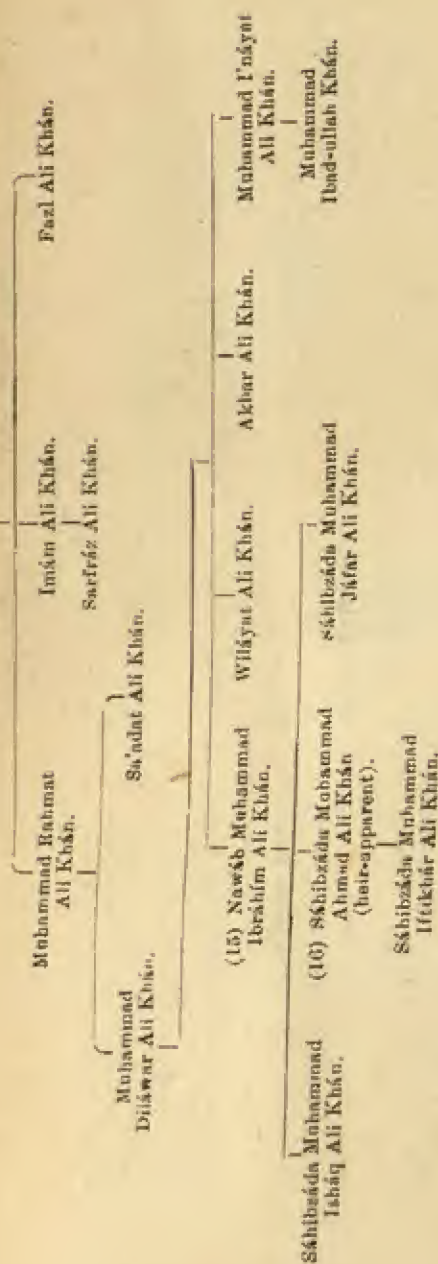 Muhammad Rahmat
Ali Khán.
Imám Ali Khán.
Fazl Ali Khán.
Sarfráz Ali Khán.
Muhammad
Diláwar Ali Khán.
Sa'adat Ali Khán.
(15) Nawáb Muhammad
Ibráhím Ali Khán.
Wiláyat Ali Khán.
Akbar Ali Khán.
Muhammad I'náyat
Ali Khán.
Muhammad
Ibad-ullah Khán.
Sáhibzáda Muhammad
Isháq Ali Khán.
(16) Sáhibzáda Muhammad
Ahmad Ali Khán
(heir-apparent).
Sáhibzáda Muhammad
Jáfar Ali Khán.
Sáhibzáda Muhammad
Iftikhár Ali Khán.